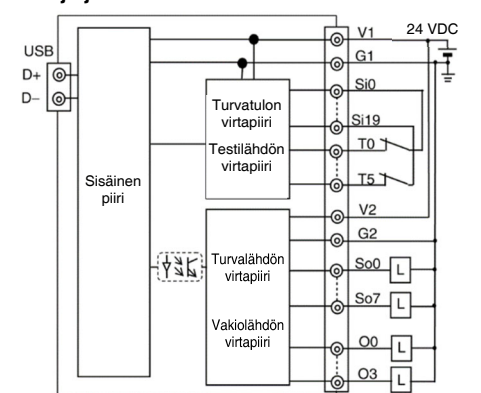 24 VDC
V1
USB
G1
D+
Si0
D−
Turvatulon
virtapiiri
Si19
Testilähdön
virtapiiri
T0
Sisäinen
piiri
T5
V2
G2
Turvalähdön
virtapiiri
So0
L
So7
L
Vakiolähdön
virtapiiri
O0
L
O3
L